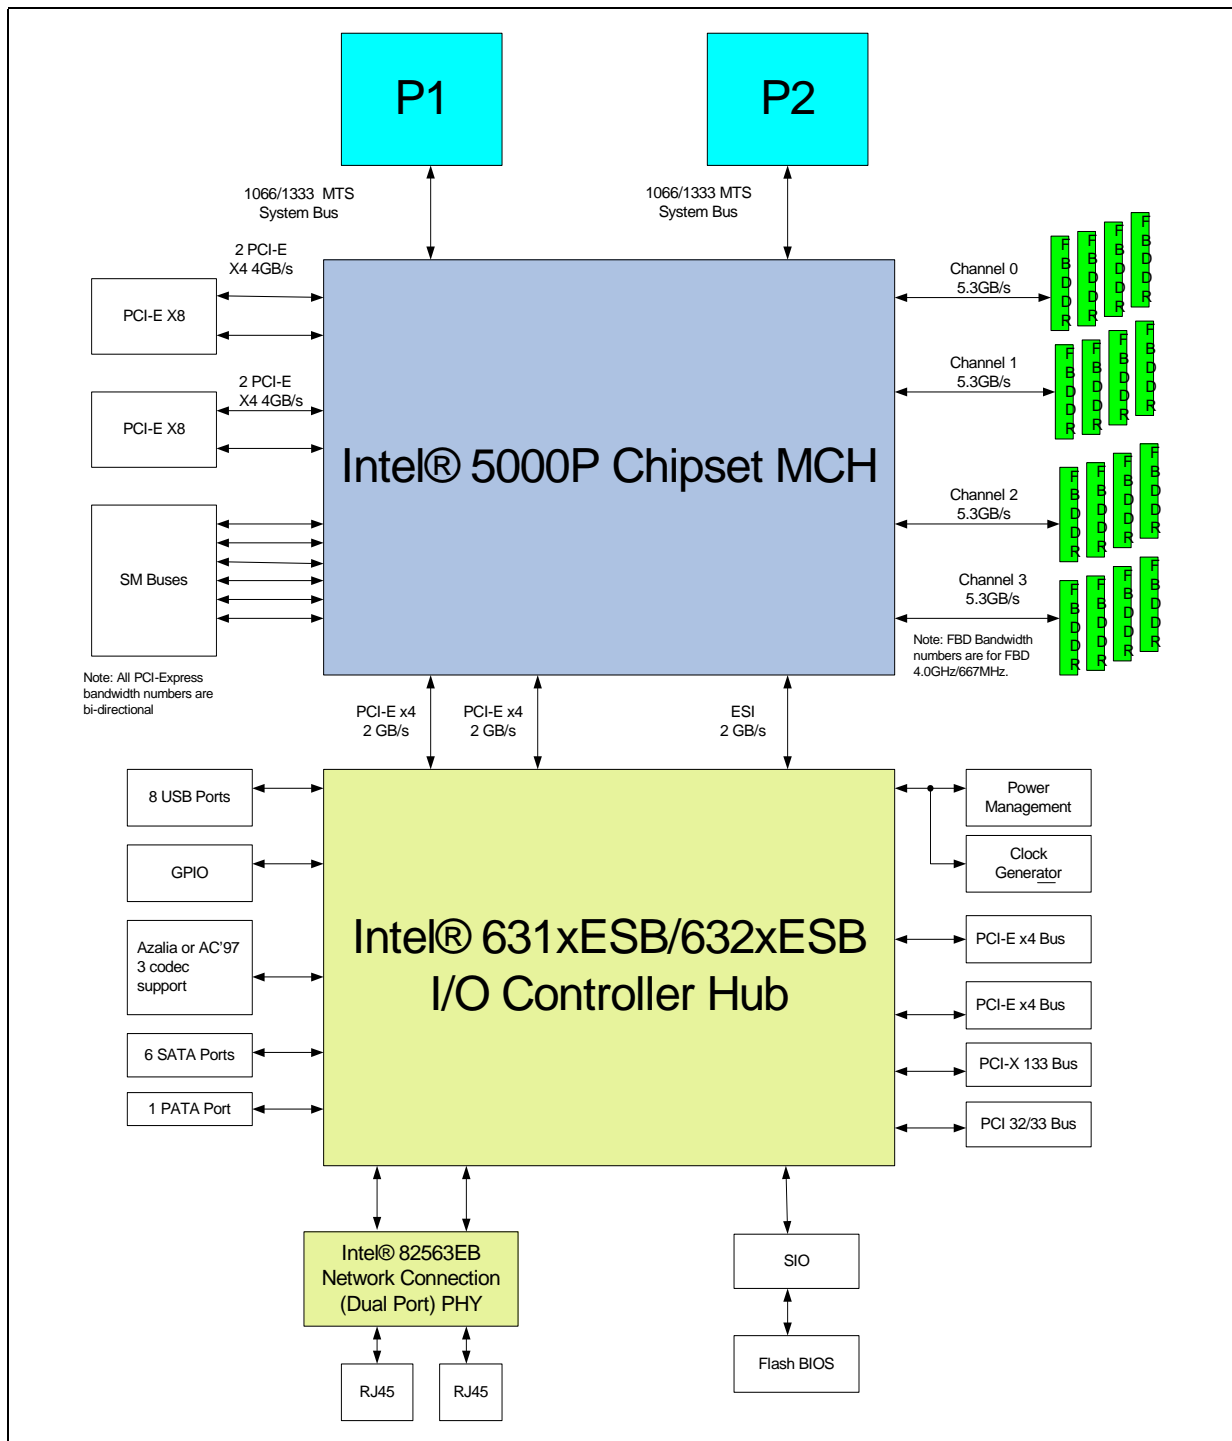 P1
P2
1066/1333 MTS
System Bus
1066/1333 MTS
System Bus
2 PCI-E
X4 4GB/s
PCI-E X8
2 PCI-E
X4 4GB/s
PCI-E X8
SM Buses
Note: All PCI-Express
bandwidth numbers are
bi-directional
Intel® 5000P Chipset MCH
Channel 0
5.3GB/s
FBDDR
FBDDR
FBDDR
FBDDR
Channel 1
5.3GB/s
FBDDR
FBDDR
FBDDR
FBDDR
Channel 2
5.3GB/s
FBDDR
FBDDR
FBDDR
FBDDR
Channel 3
5.3GB/s
FBDDR
FBDDR
FBDDR
FBDDR
Note: FBD Bandwidth
numbers are for FBD
4.0GHz/667MHz.
PCI-E x4
2 GB/s
PCI-E x4
2 GB/s
ESI
2 GB/s
8 USB Ports
GPIO
Azalia or AC'97
3 codec
support
6 SATA Ports
1 PATA Port
Intel® 631xESB/632xESB
I/O Controller Hub
Power
Management
Clock
Generator
PCI-E x4 Bus
PCI-E x4 Bus
PCI-X 133 Bus
PCI 32/33 Bus
Intel® 82563EB
Network Connection
(Dual Port) PHY
RJ45
RJ45
SIO
Flash BIOS